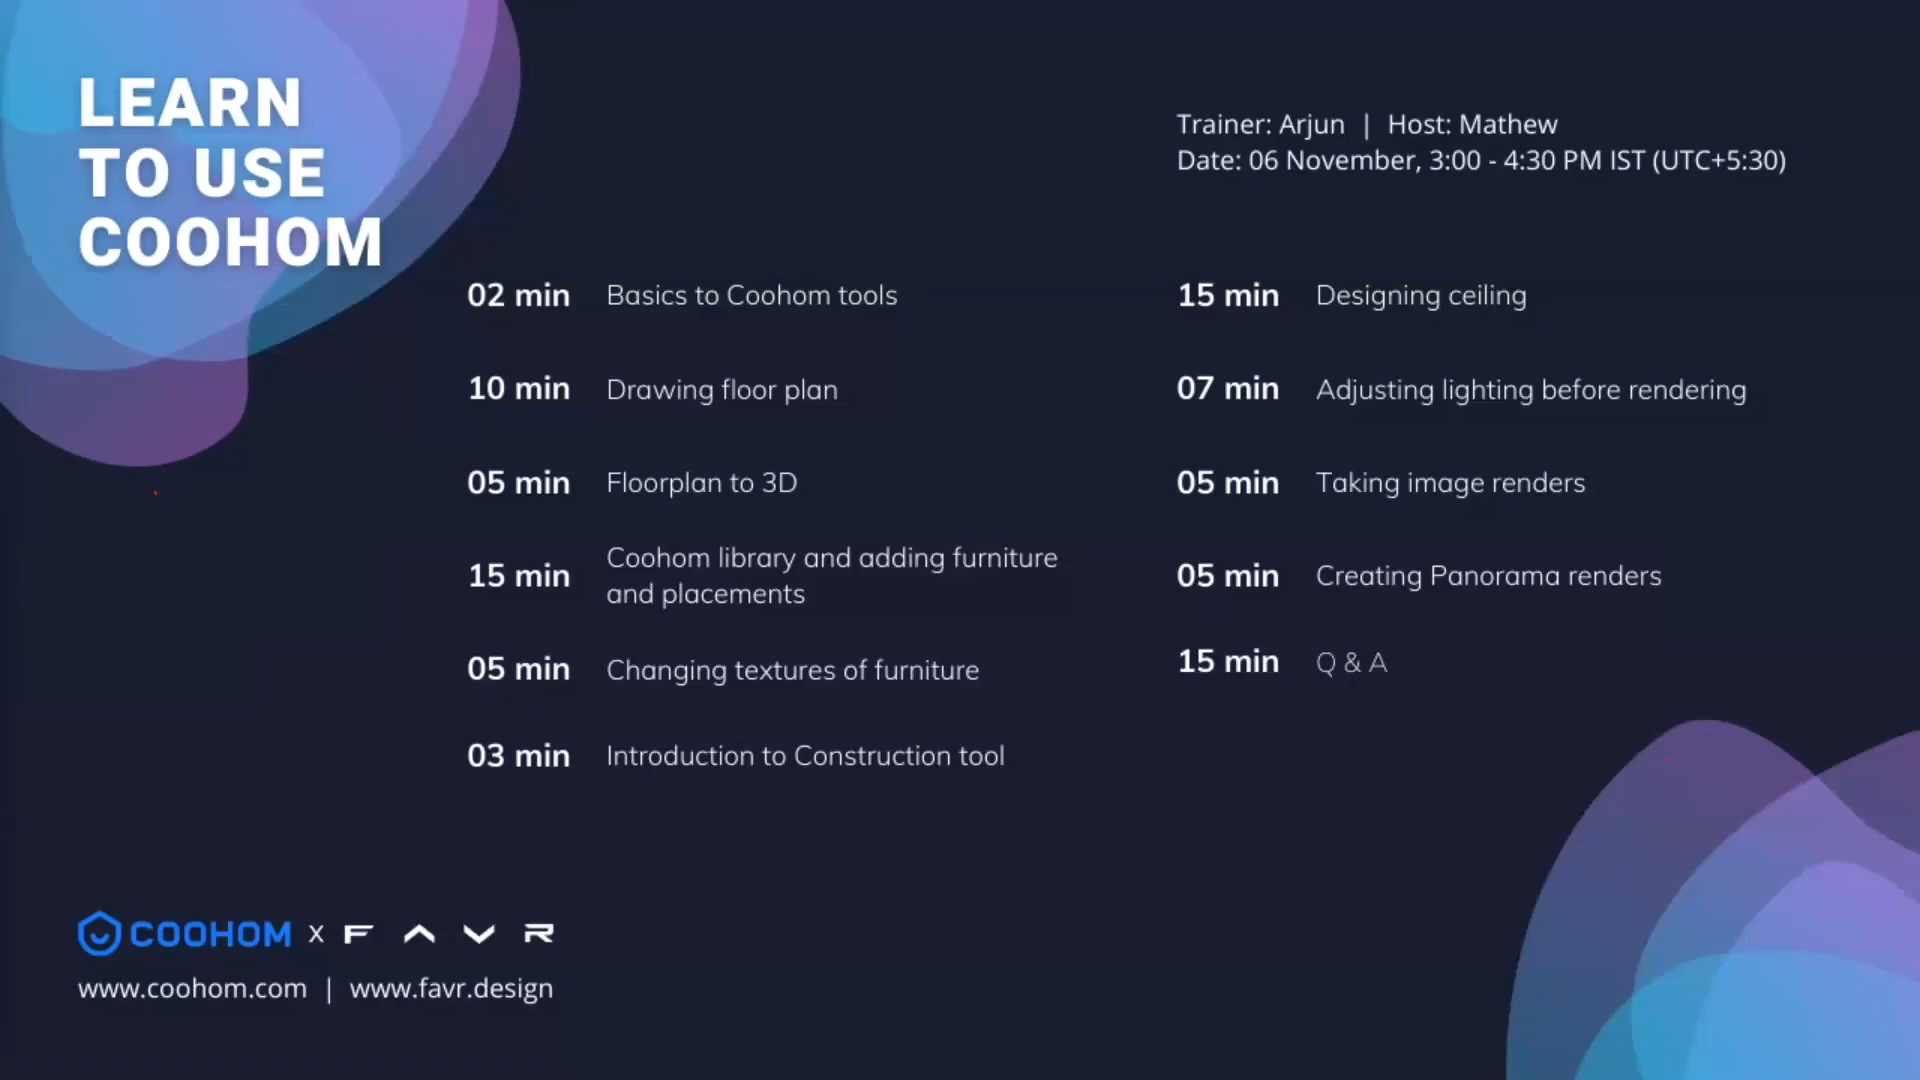 LEARN
TO USE
COOHOM
Trainer: Arjun | Host: Mathew
Date: 06 November, 3:00 - 4:30 PM IST (UTC+5:30)
02 min Basics to Coohom tools
10 min Drawing floor plan
05 min Floorplan to 3D
15 min Coohom library and adding furniture
and placements
05 min Changing textures of furniture
03 min Introduction to Construction tool
15 min Designing ceiling
07 min Adjusting lighting before rendering
05 min Taking image renders
05 min Creating Panorama renders
15 min Q & A
COOHOM x FAVR
www.coohom.com | www.favr.design